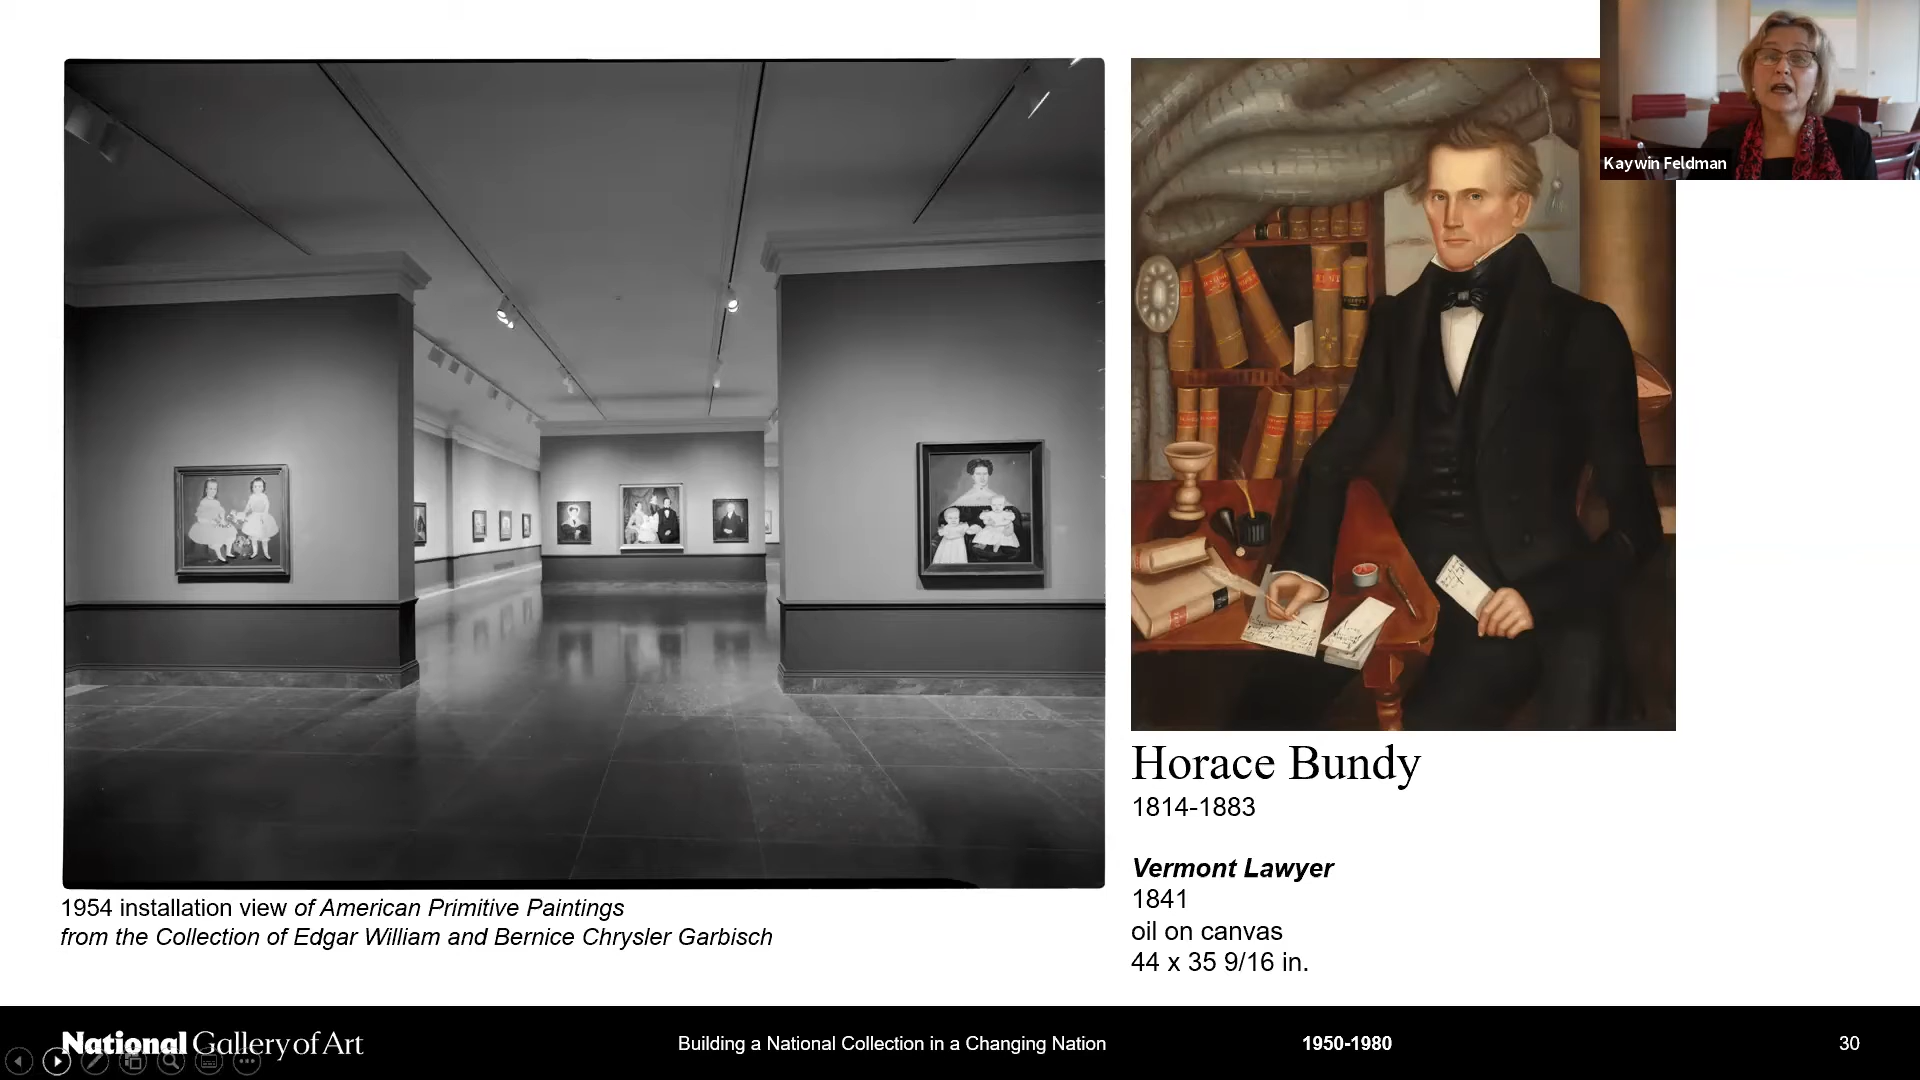 Kaywin Feldman
KENT
1954 installation view of American Primitive Paintings
from the Collection of Edgar William and Bernice Chrysler Garbisch
Horace Bundy
1814-1883
Vermont Lawyer
1841
oil on canvas
44 x 35 9/16 in.
National Gallery of Art
Building a National Collection in a Changing Nation
1950-1980
30